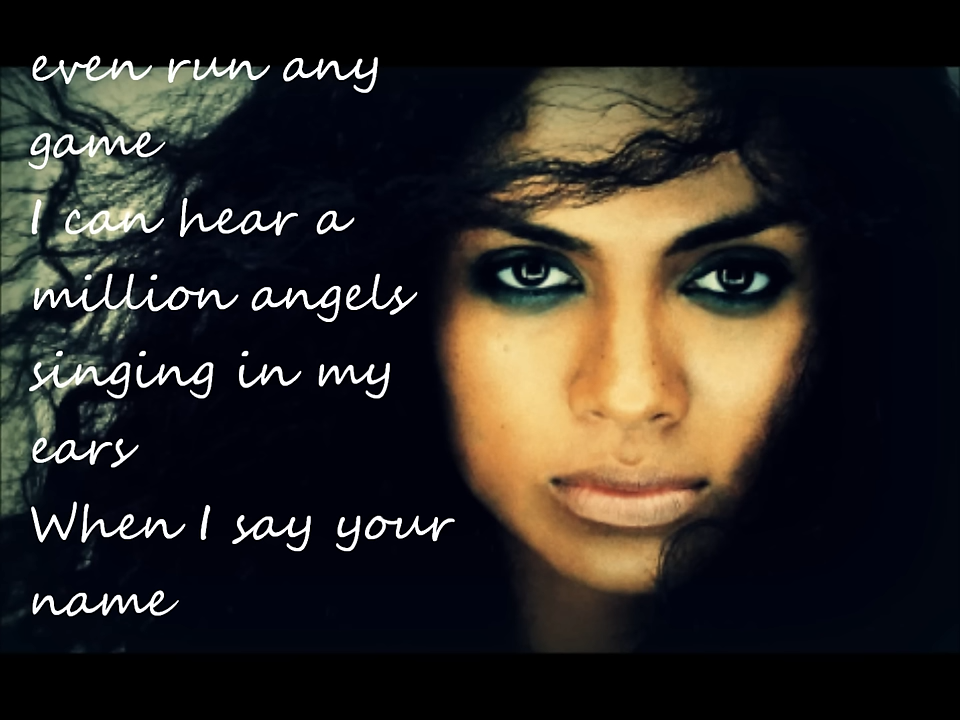 even run any
game
I can hear a
million angels
singing in my
ears
When I say your
name